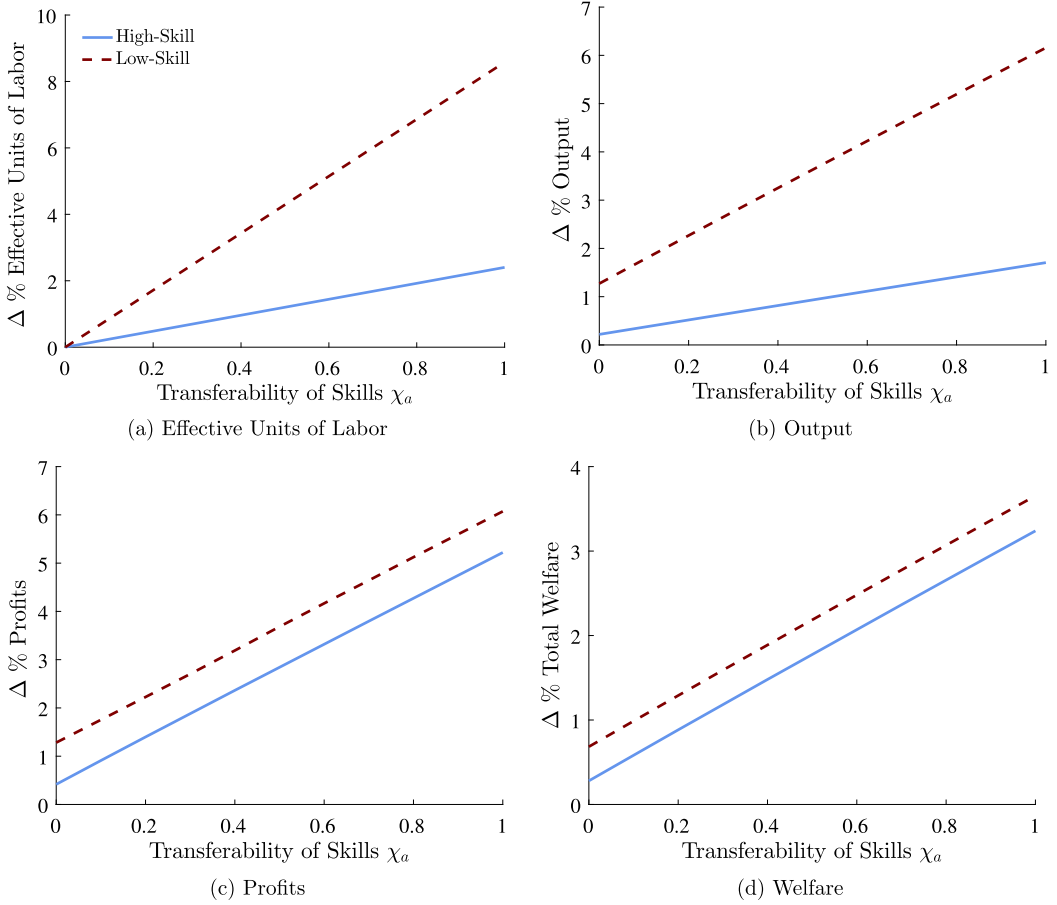 10
8
6
4
2
0
Δ % Effective Units of Labor
High-Skill
Low-Skill
0 0.2 0.4 0.6 0.8 1
Transferability of Skills χₐ
(a) Effective Units of Labor
7
6
5
4
3
2
1
0
Δ % Output
0 0.2 0.4 0.6 0.8 1
Transferability of Skills χₐ
(b) Output
7
6
5
4
3
2
1
0
Δ % Profits
0 0.2 0.4 0.6 0.8 1
Transferability of Skills χₐ
(c) Profits
4
3
2
1
0
Δ % Total Welfare
0 0.2 0.4 0.6 0.8 1
Transferability of Skills χₐ
(d) Welfare